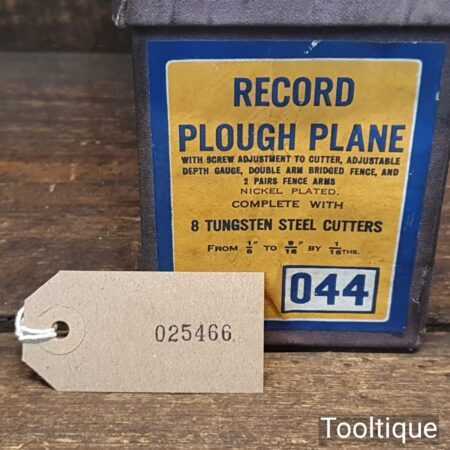 RECORD
PLOUGH PLANE
WITH SCREW ADJUSTMENT TO CUTTER, ADJUSTABLE
DEPTH GAUGE, DOUBLE ARM BRIDGED FENCE, AND
2 PAIRS FENCE ARMS
NICKEL PLATED.
COMPLETE WITH
8 TUNGSTEN STEEL CUTTERS
FROM 1/8" TO 9/16" BY 1/16THS.
044
025466
Tooltique